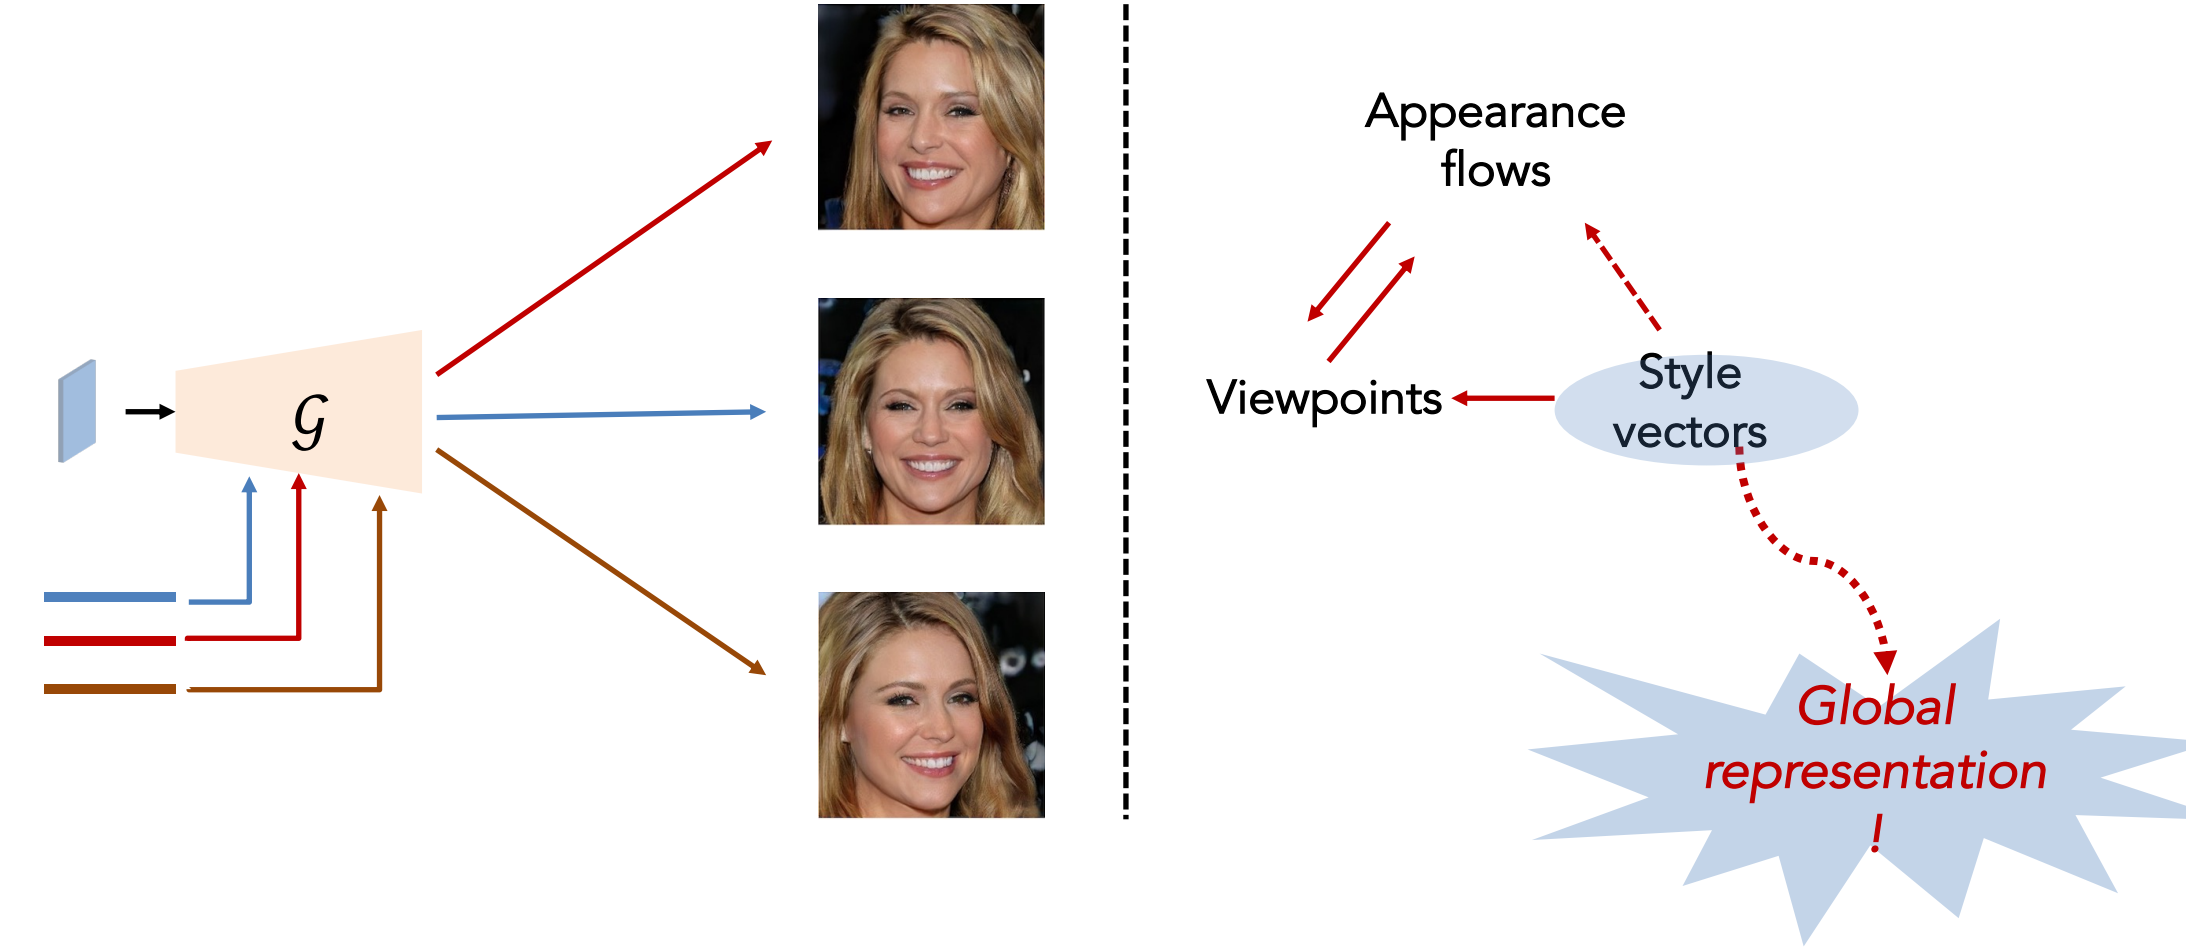 𝒢
Appearance
flows
Viewpoints
Style
vectors
Global
representation
!